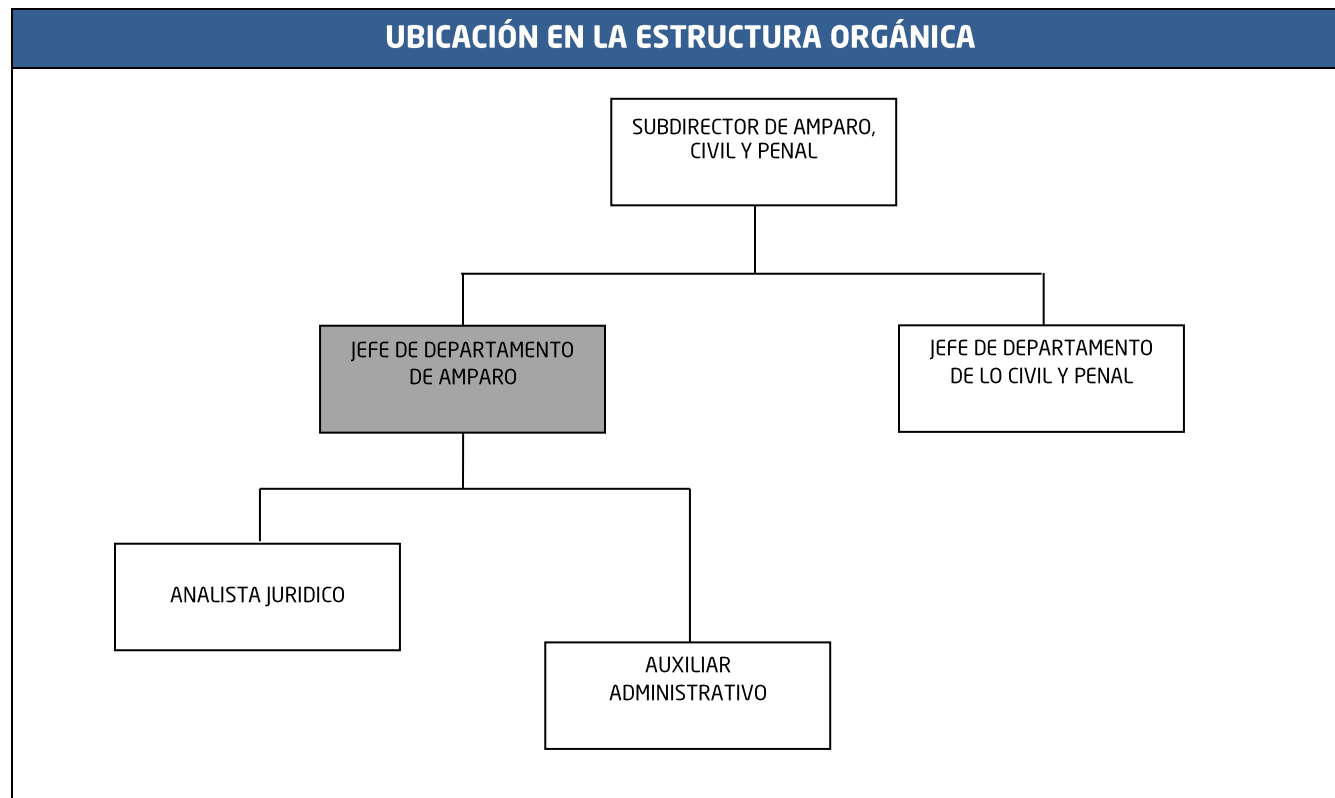 UBICACIÓN EN LA ESTRUCTURA ORGÁNICA
SUBDIRECTOR DE AMPARO,
CIVIL Y PENAL
JEFE DE DEPARTAMENTO
DE AMPARO
JEFE DE DEPARTAMENTO
DE LO CIVIL Y PENAL
ANALISTA JURIDICO
AUXILIAR
ADMINISTRATIVO